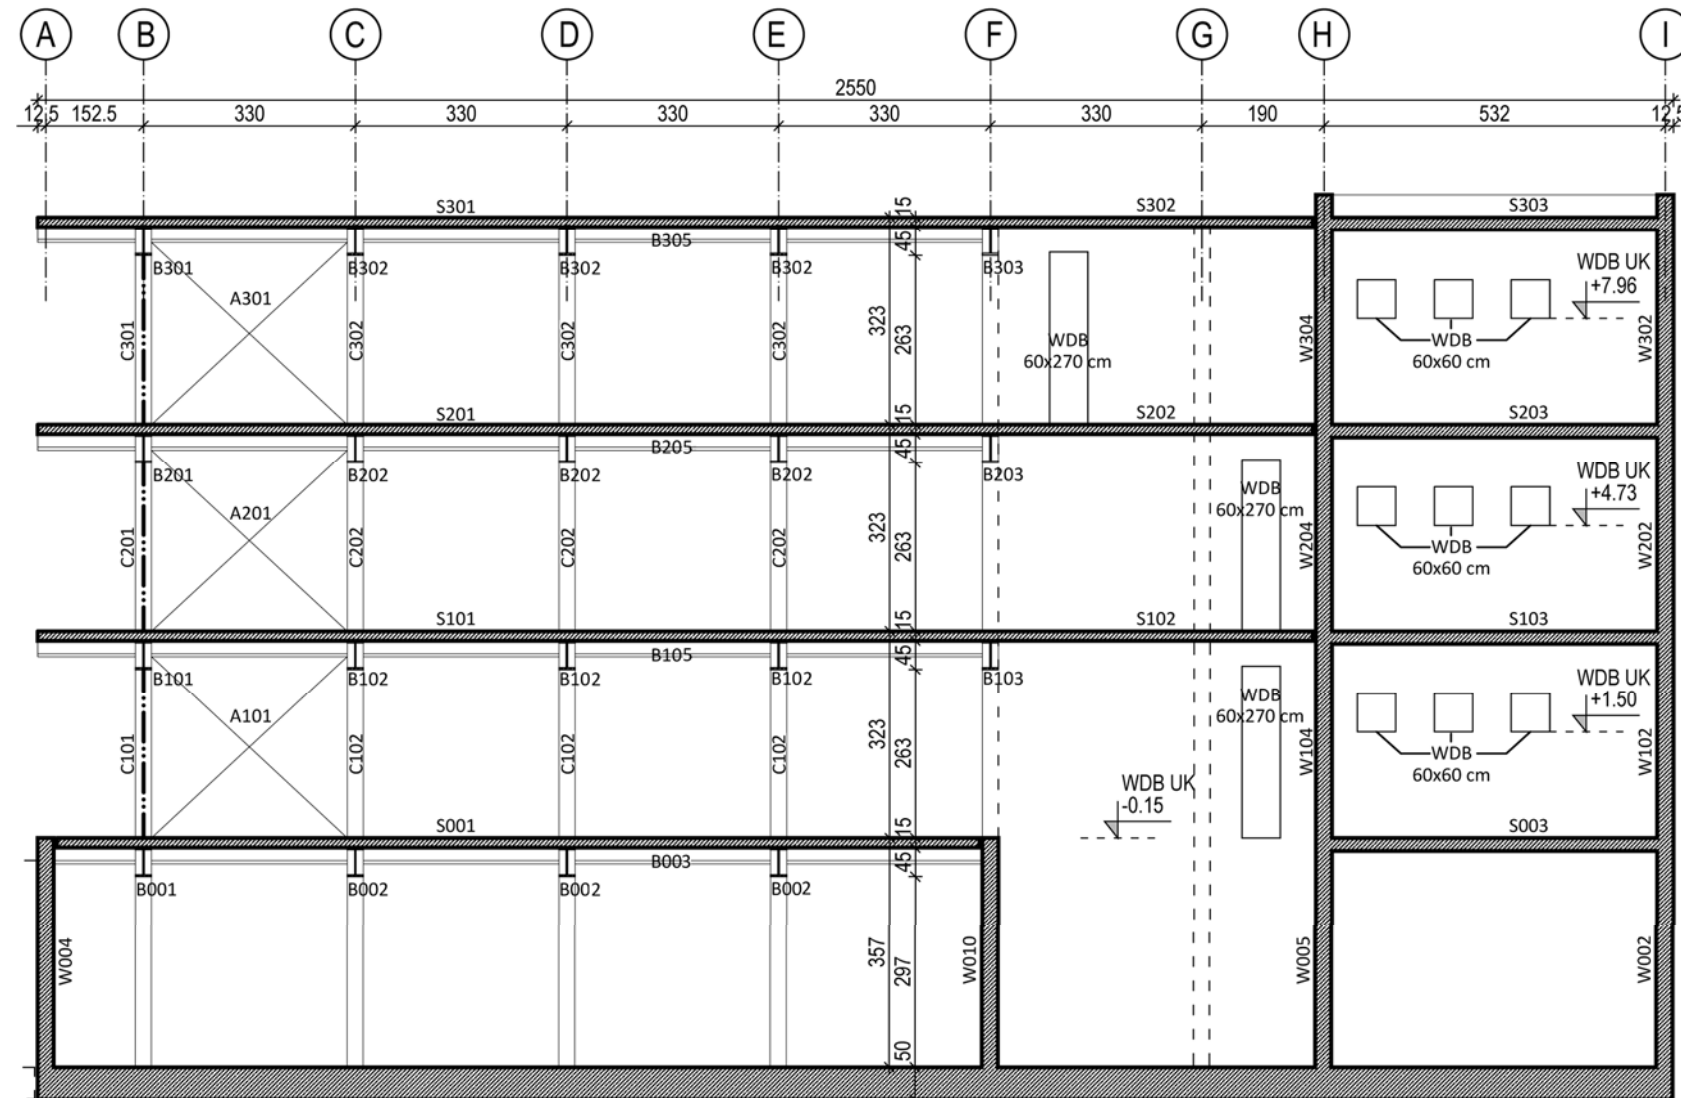 A B C D E F G H I
2550
12.5 152.5 330 330 330 330 330 190 532 12.5
S301 S302 S303
15
45
B305
B301 B302 B302 B302 B303
WDB UK
+7.96
A301
C301 C302 C302 C302 323 263 W304 W302
WDB
60x270 cm
WDB
60x60 cm
S201 S202 S203
15
45
B205
B201 B202 B202 B202 B203
WDB UK
+4.73
WDB
60x270 cm
A201
C201 C202 C202 C202 323 263 W204 W202
WDB
60x60 cm
S101 S102 S103
15
45
B105
B101 B102 B102 B102 B103
WDB UK
+1.50
WDB
60x270 cm
A101
C101 C102 C102 C102 323 263 W104 W102
WDB
60x60 cm
WDB UK
-0.15
S001 S003
15
45
B003
B001 B002 B002 B002
W004 357 297 W010 W005 W002
50